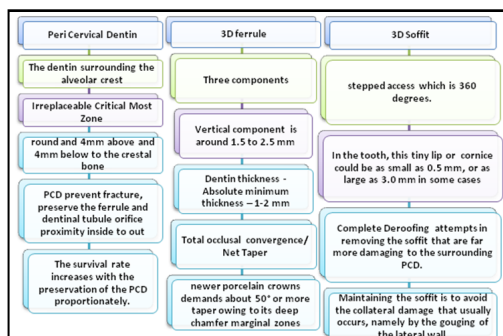 Peri Cervical Dentin
The dentin surrounding the
alveolar crest
Irreplaceable Critical Most
Zone
round and 4mm above and
4mm below to the crestal
bone
PCD prevent fracture,
preserve the ferrule and
dentinal tubule orifice
proximity inside to out
The survival rate
increases with the
preservation of the PCD
proportionately.
3D ferrule
Three components
Vertical component is
around 1.5 to 2.5 mm
Dentin thickness -
Absolute minimum
thickness – 1-2 mm
Total occlusal convergence/
Net Taper
newer porcelain crowns
demands about 50° or more
taper owing to its deep
chamfer marginal zones
3D Soffit
stepped access which is 360
degrees.
In the tooth, this tiny lip or cornice
could be as small as 0.5 mm, or as
large as 3.0 mm in some cases
Complete Deroofing attempts in
removing the soffit that are far
more damaging to the surrounding
PCD.
Maintaining the soffit is to avoid
the collateral damage that usually
occurs, namely by the gouging of
the lateral wall